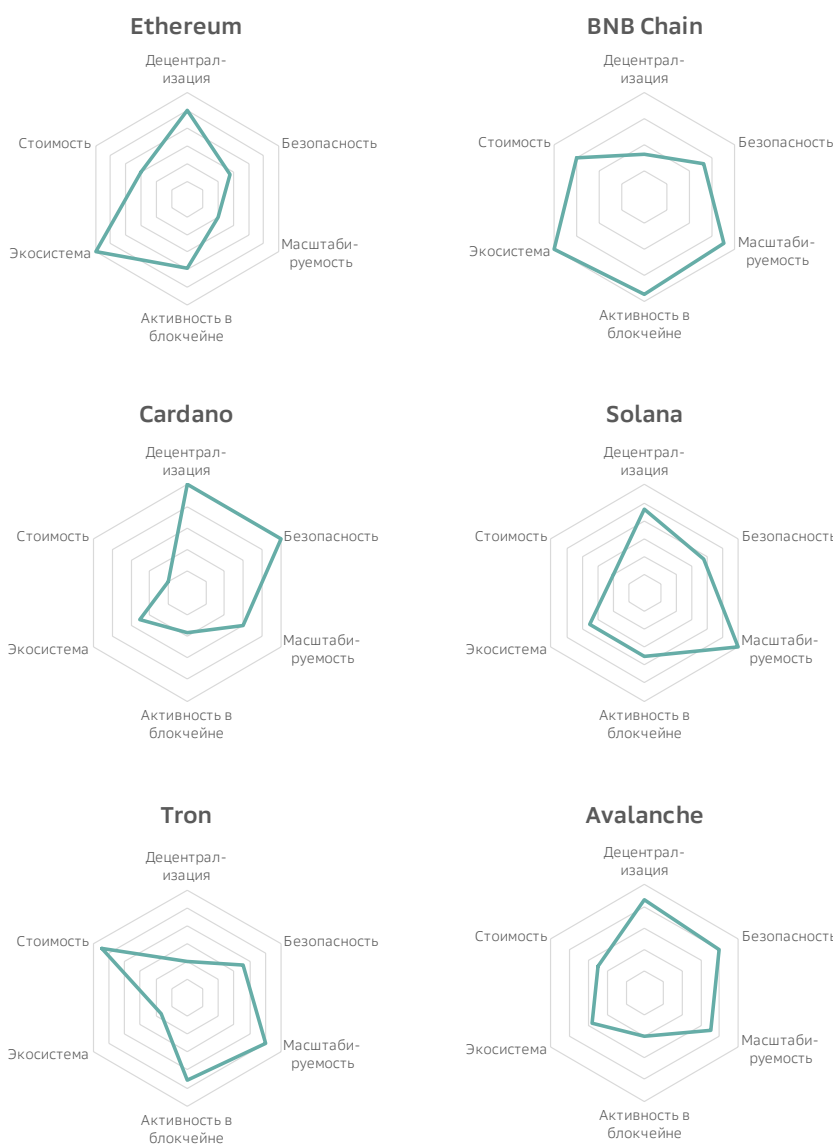 Ethereum
Децентрал-
изация
Безопасность
Масштаби-
руемость
Активность в
блокчейне
Экосистема
Стоимость
BNB Chain
Децентрал-
изация
Безопасность
Масштаби-
руемость
Активность в
блокчейне
Экосистема
Стоимость
Cardano
Децентрал-
изация
Безопасность
Масштаби-
руемость
Активность в
блокчейне
Экосистема
Стоимость
Solana
Децентрал-
изация
Безопасность
Масштаби-
руемость
Активность в
блокчейне
Экосистема
Стоимость
Tron
Децентрал-
изация
Безопасность
Масштаби-
руемость
Активность в
блокчейне
Экосистема
Стоимость
Avalanche
Децентрал-
изация
Безопасность
Масштаби-
руемость
Активность в
блокчейне
Экосистема
Стоимость